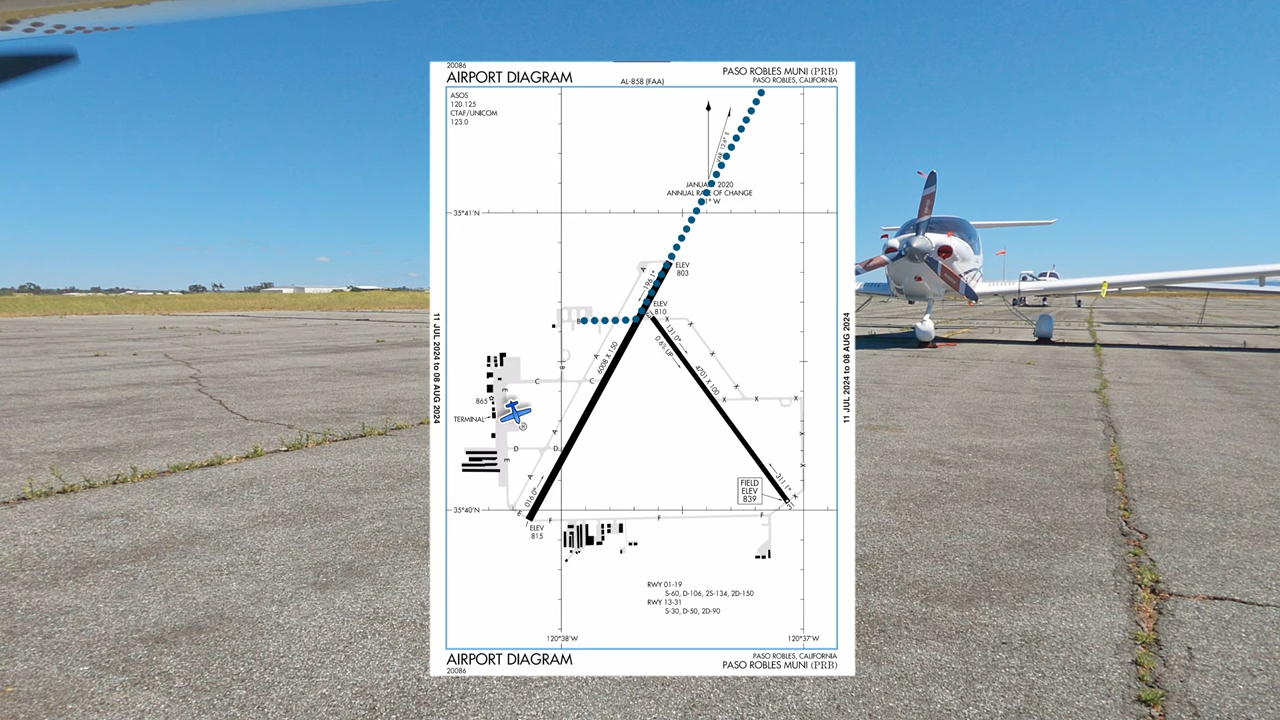 20086
AIRPORT DIAGRAM
AL-858 (FAA)
PASO ROBLES MUNI (PRB)
PASO ROBLES, CALIFORNIA
ASOS
120.125
CTAF/UNICOM
123.0
VAR 12.8° E
JANUARY 2020
ANNUAL RATE OF CHANGE
1° W
35°41'N
ELEV
803
A
196.1°
ELEV
810
B
X
X
131.0°
0.6% UP
6008 X 150
4701 X 100
A
B
X
C
C
X
X
X
X
E
865
TERMINAL
A
X
D
D
E
X
A
016.0°
311.1°
FIELD
ELEV
839
X
35°40'N
E
F
F
F
ELEV
815
RWY 01-19
S-60, D-106, 2S-134, 2D-150
RWY 13-31
S-30, D-50, 2D-90
120°38'W
120°37'W
AIRPORT DIAGRAM
20086
PASO ROBLES, CALIFORNIA
PASO ROBLES MUNI (PRB)
11 JUL 2024 to 08 AUG 2024
11 JUL 2024 to 08 AUG 2024